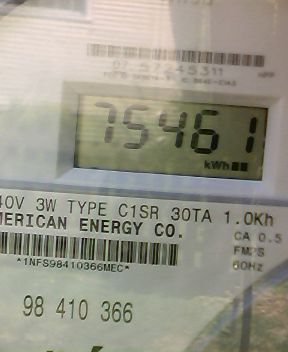 75461
kWh
40V 3W TYPE C1SR 30TA 1.0Kh
MERICAN ENERGY CO.
CA 0.5
FM2S
60Hz
*1NFS98410366MEC*
98 410 366